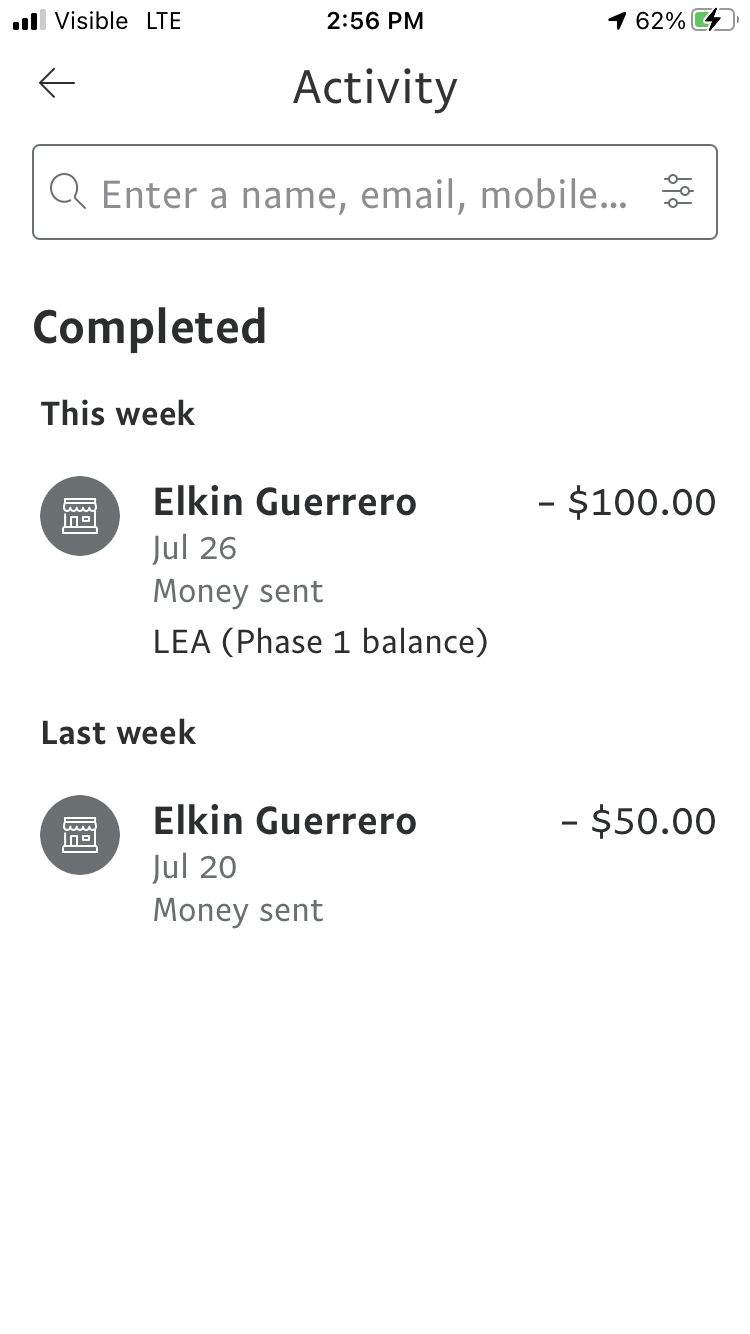 Visible LTE 2:56 PM 62%
Activity
Enter a name, email, mobile...
Completed
This week
Elkin Guerrero – $100.00
Jul 26
Money sent
LEA (Phase 1 balance)
Last week
Elkin Guerrero – $50.00
Jul 20
Money sent